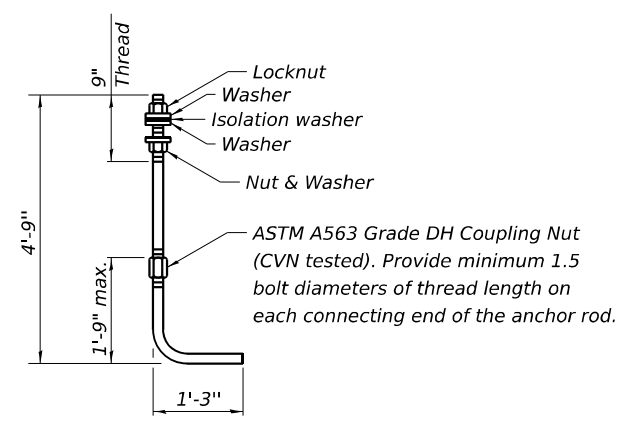 9"
Thread
Locknut
Washer
Isolation washer
Washer
Nut & Washer
4'-9"
1'-9" max.
ASTM A563 Grade DH Coupling Nut
(CVN tested). Provide minimum 1.5
bolt diameters of thread length on
each connecting end of the anchor rod.
1'-3"